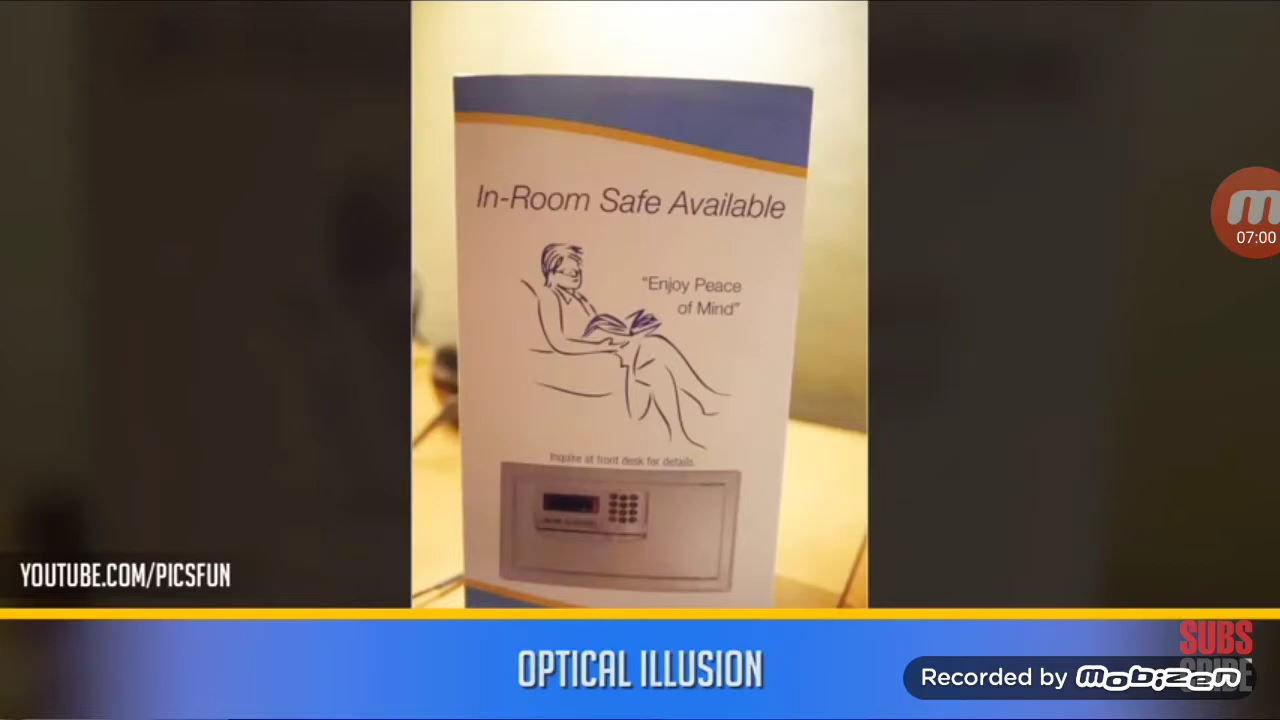 In-Room Safe Available
"Enjoy Peace
of Mind"
Inquire at front desk for details.
07:00
YOUTUBE.COM/PICSFUN
OPTICAL ILLUSION
SUBS
Recorded by mobizen